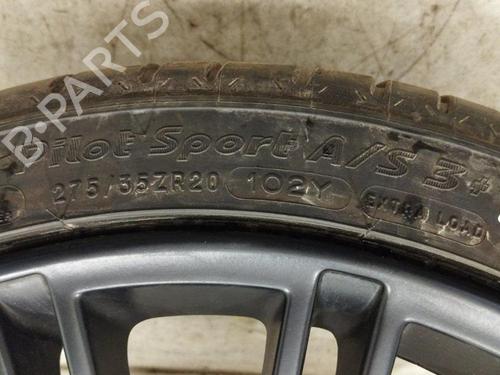 B-PARTS
Pilot Sport A/S 3+
275/35ZR20 102Y EXTRA LOAD